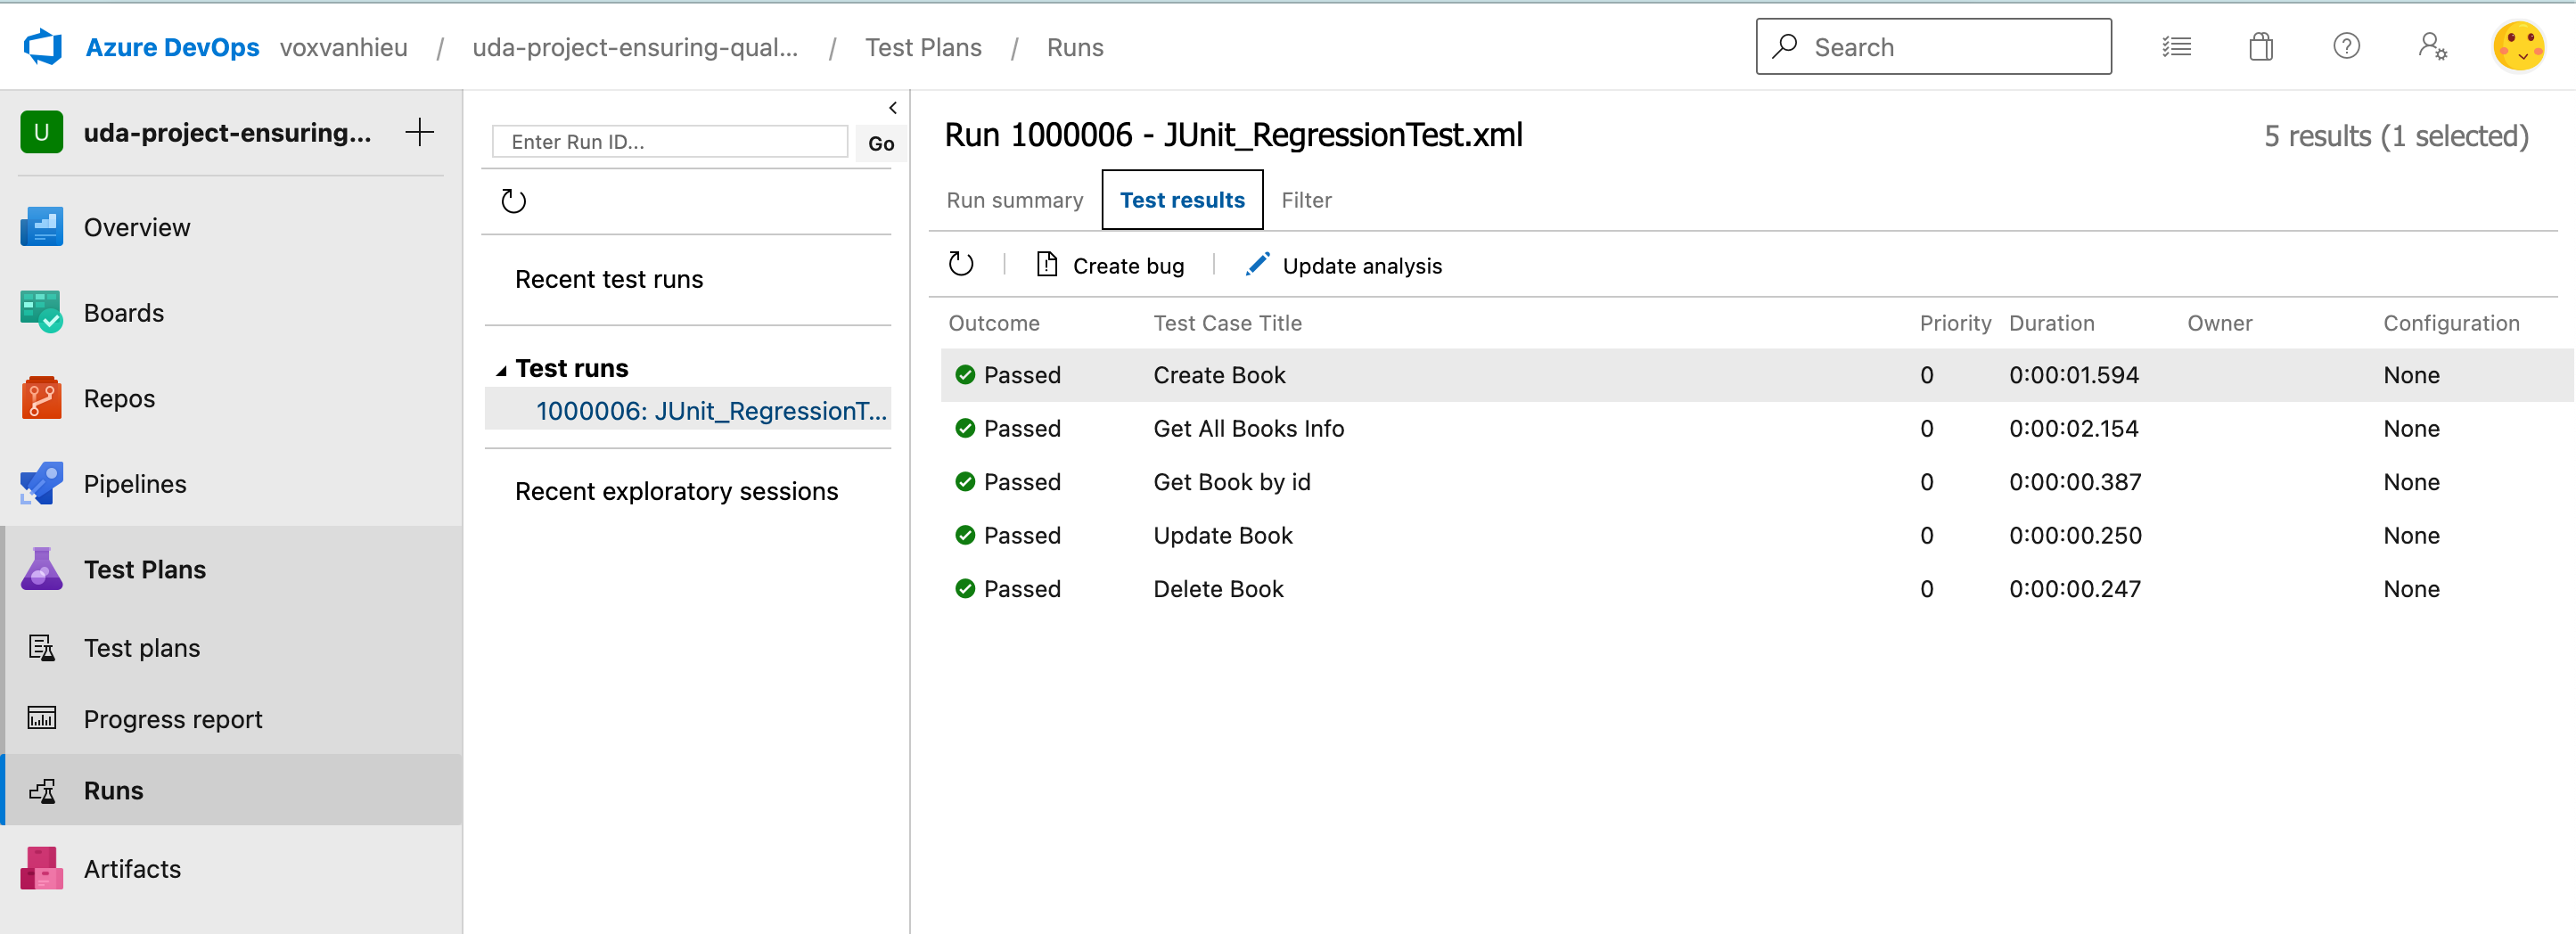 Azure DevOps voxvanhieu / uda-project-ensuring-qual... / Test Plans / Runs
Search
U uda-project-ensuring...
Overview
Boards
Repos
Pipelines
Test Plans
Test plans
Progress report
Runs
Artifacts
Enter Run ID... Go
Recent test runs
Test runs
1000006: JUnit_RegressionT...
Recent exploratory sessions
Run 1000006 - JUnit_RegressionTest.xml
5 results (1 selected)
Run summary Test results Filter
Create bug Update analysis
Outcome Test Case Title Priority Duration Owner Configuration
Passed Create Book 0 0:00:01.594 None
Passed Get All Books Info 0 0:00:02.154 None
Passed Get Book by id 0 0:00:00.387 None
Passed Update Book 0 0:00:00.250 None
Passed Delete Book 0 0:00:00.247 None